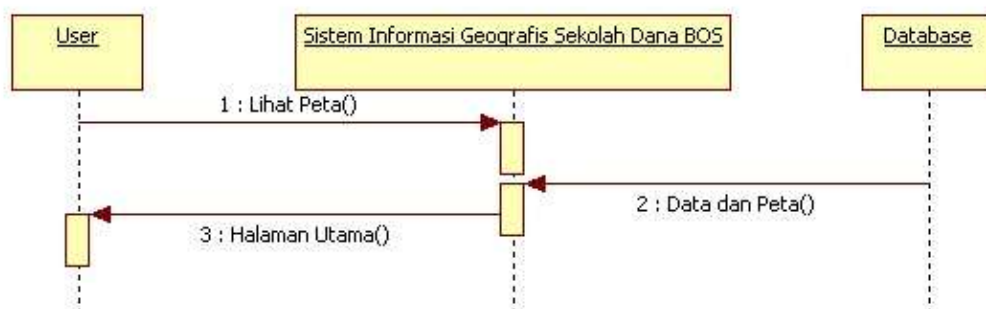 User
Sistem Informasi Geografis Sekolah Dana BOS
Database
1 : Lihat Peta()
2 : Data dan Peta()
3 : Halaman Utama()